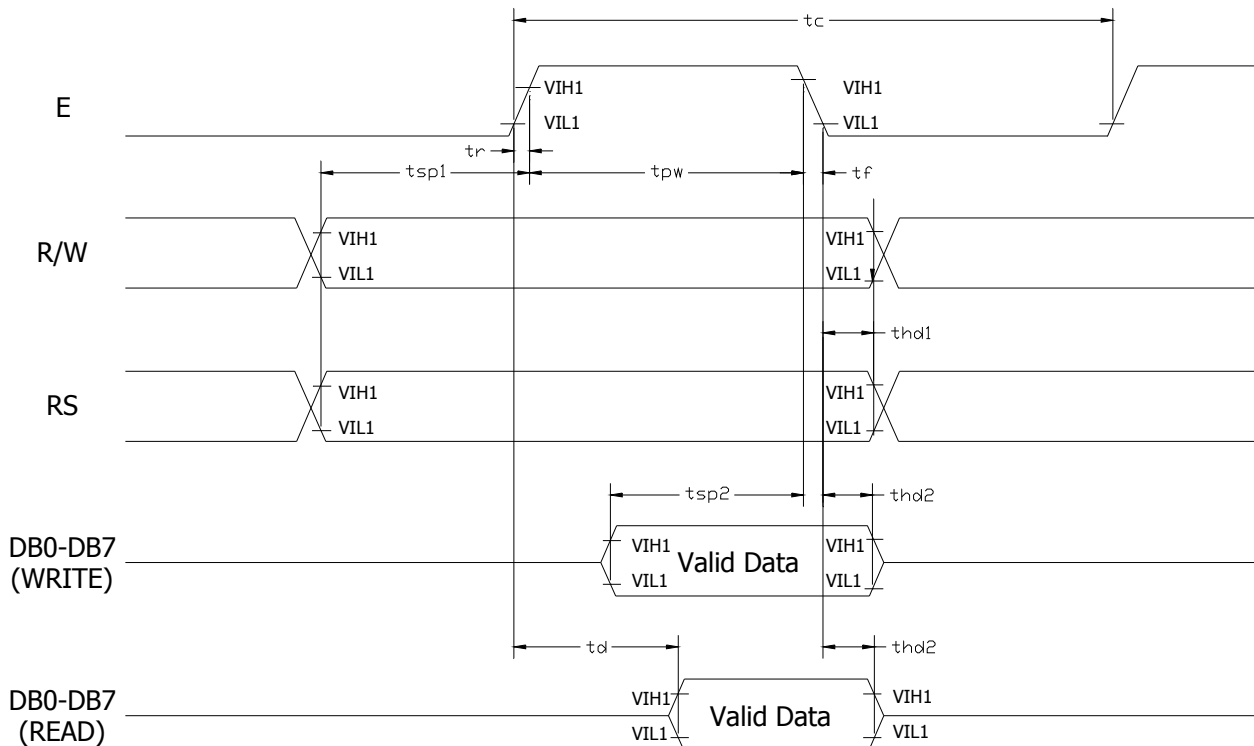 tc
E
VIH1
VIH1
VIL1
VIL1
tr
tsp1
tpw
tf
R/W
VIH1
VIH1
VIL1
VIL1
thd1
RS
VIH1
VIH1
VIL1
VIL1
tsp2
thd2
DB0-DB7
(WRITE)
VIH1
Valid Data
VIH1
VIL1
VIL1
td
thd2
DB0-DB7
(READ)
VIH1
Valid Data
VIH1
VIL1
VIL1